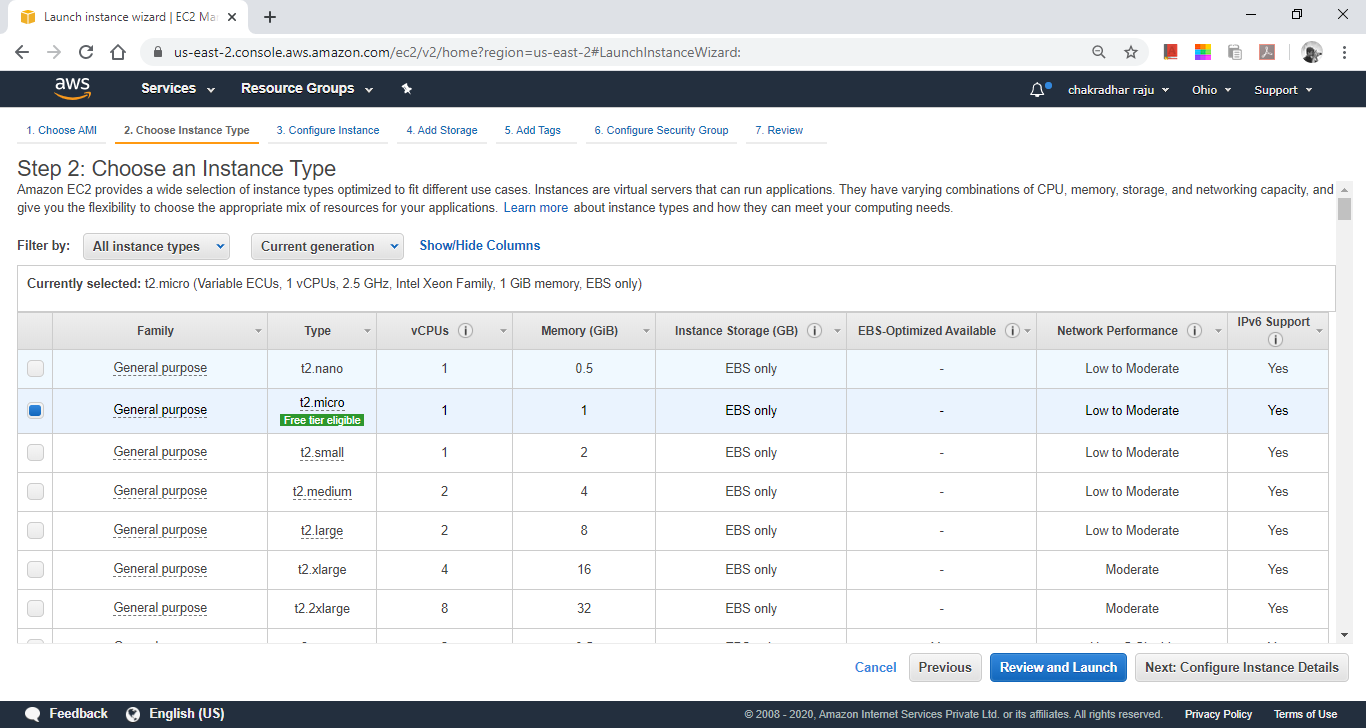 Launch instance wizard | EC2 Ma
us-east-2.console.aws.amazon.com/ec2/v2/home?region=us-east-2#LaunchInstanceWizard:
aws Services Resource Groups chakradhar raju Ohio Support
1. Choose AMI 2. Choose Instance Type 3. Configure Instance 4. Add Storage 5. Add Tags 6. Configure Security Group 7. Review
Step 2: Choose an Instance Type
Amazon EC2 provides a wide selection of instance types optimized to fit different use cases. Instances are virtual servers that can run applications. They have varying combinations of CPU, memory, storage, and networking capacity, and
give you the flexibility to choose the appropriate mix of resources for your applications. Learn more about instance types and how they can meet your computing needs.
Filter by: All instance types Current generation Show/Hide Columns
Currently selected: t2.micro (Variable ECUs, 1 vCPUs, 2.5 GHz, Intel Xeon Family, 1 GiB memory, EBS only)
Family Type vCPUs Memory (GiB) Instance Storage (GB) EBS-Optimized Available Network Performance IPv6 Support
General purpose t2.nano 1 0.5 EBS only - Low to Moderate Yes
General purpose t2.micro 1 1 EBS only - Low to Moderate Yes
Free tier eligible
General purpose t2.small 1 2 EBS only - Low to Moderate Yes
General purpose t2.medium 2 4 EBS only - Low to Moderate Yes
General purpose t2.large 2 8 EBS only - Low to Moderate Yes
General purpose t2.xlarge 4 16 EBS only - Moderate Yes
General purpose t2.2xlarge 8 32 EBS only - Moderate Yes
Cancel Previous Review and Launch Next: Configure Instance Details
Feedback English (US) © 2008 - 2020, Amazon Internet Services Private Ltd. or its affiliates. All rights reserved. Privacy Policy Terms of Use